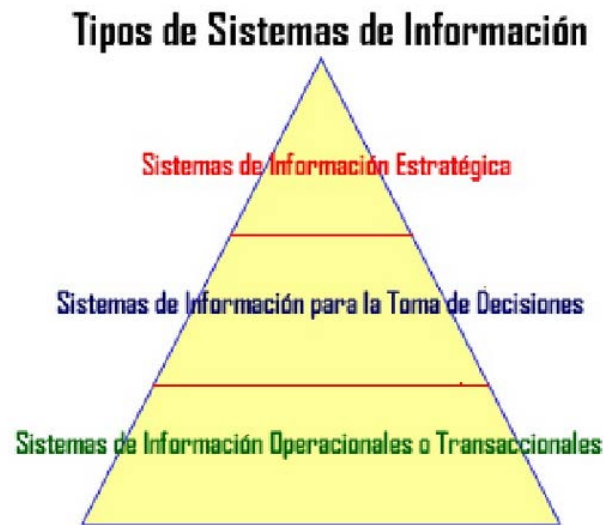 Tipos de Sistemas de Información
Sistemas de Información Estratégica
Sistemas de Información para la Toma de Decisiones
Sistemas de Información Operacionales o Transaccionales